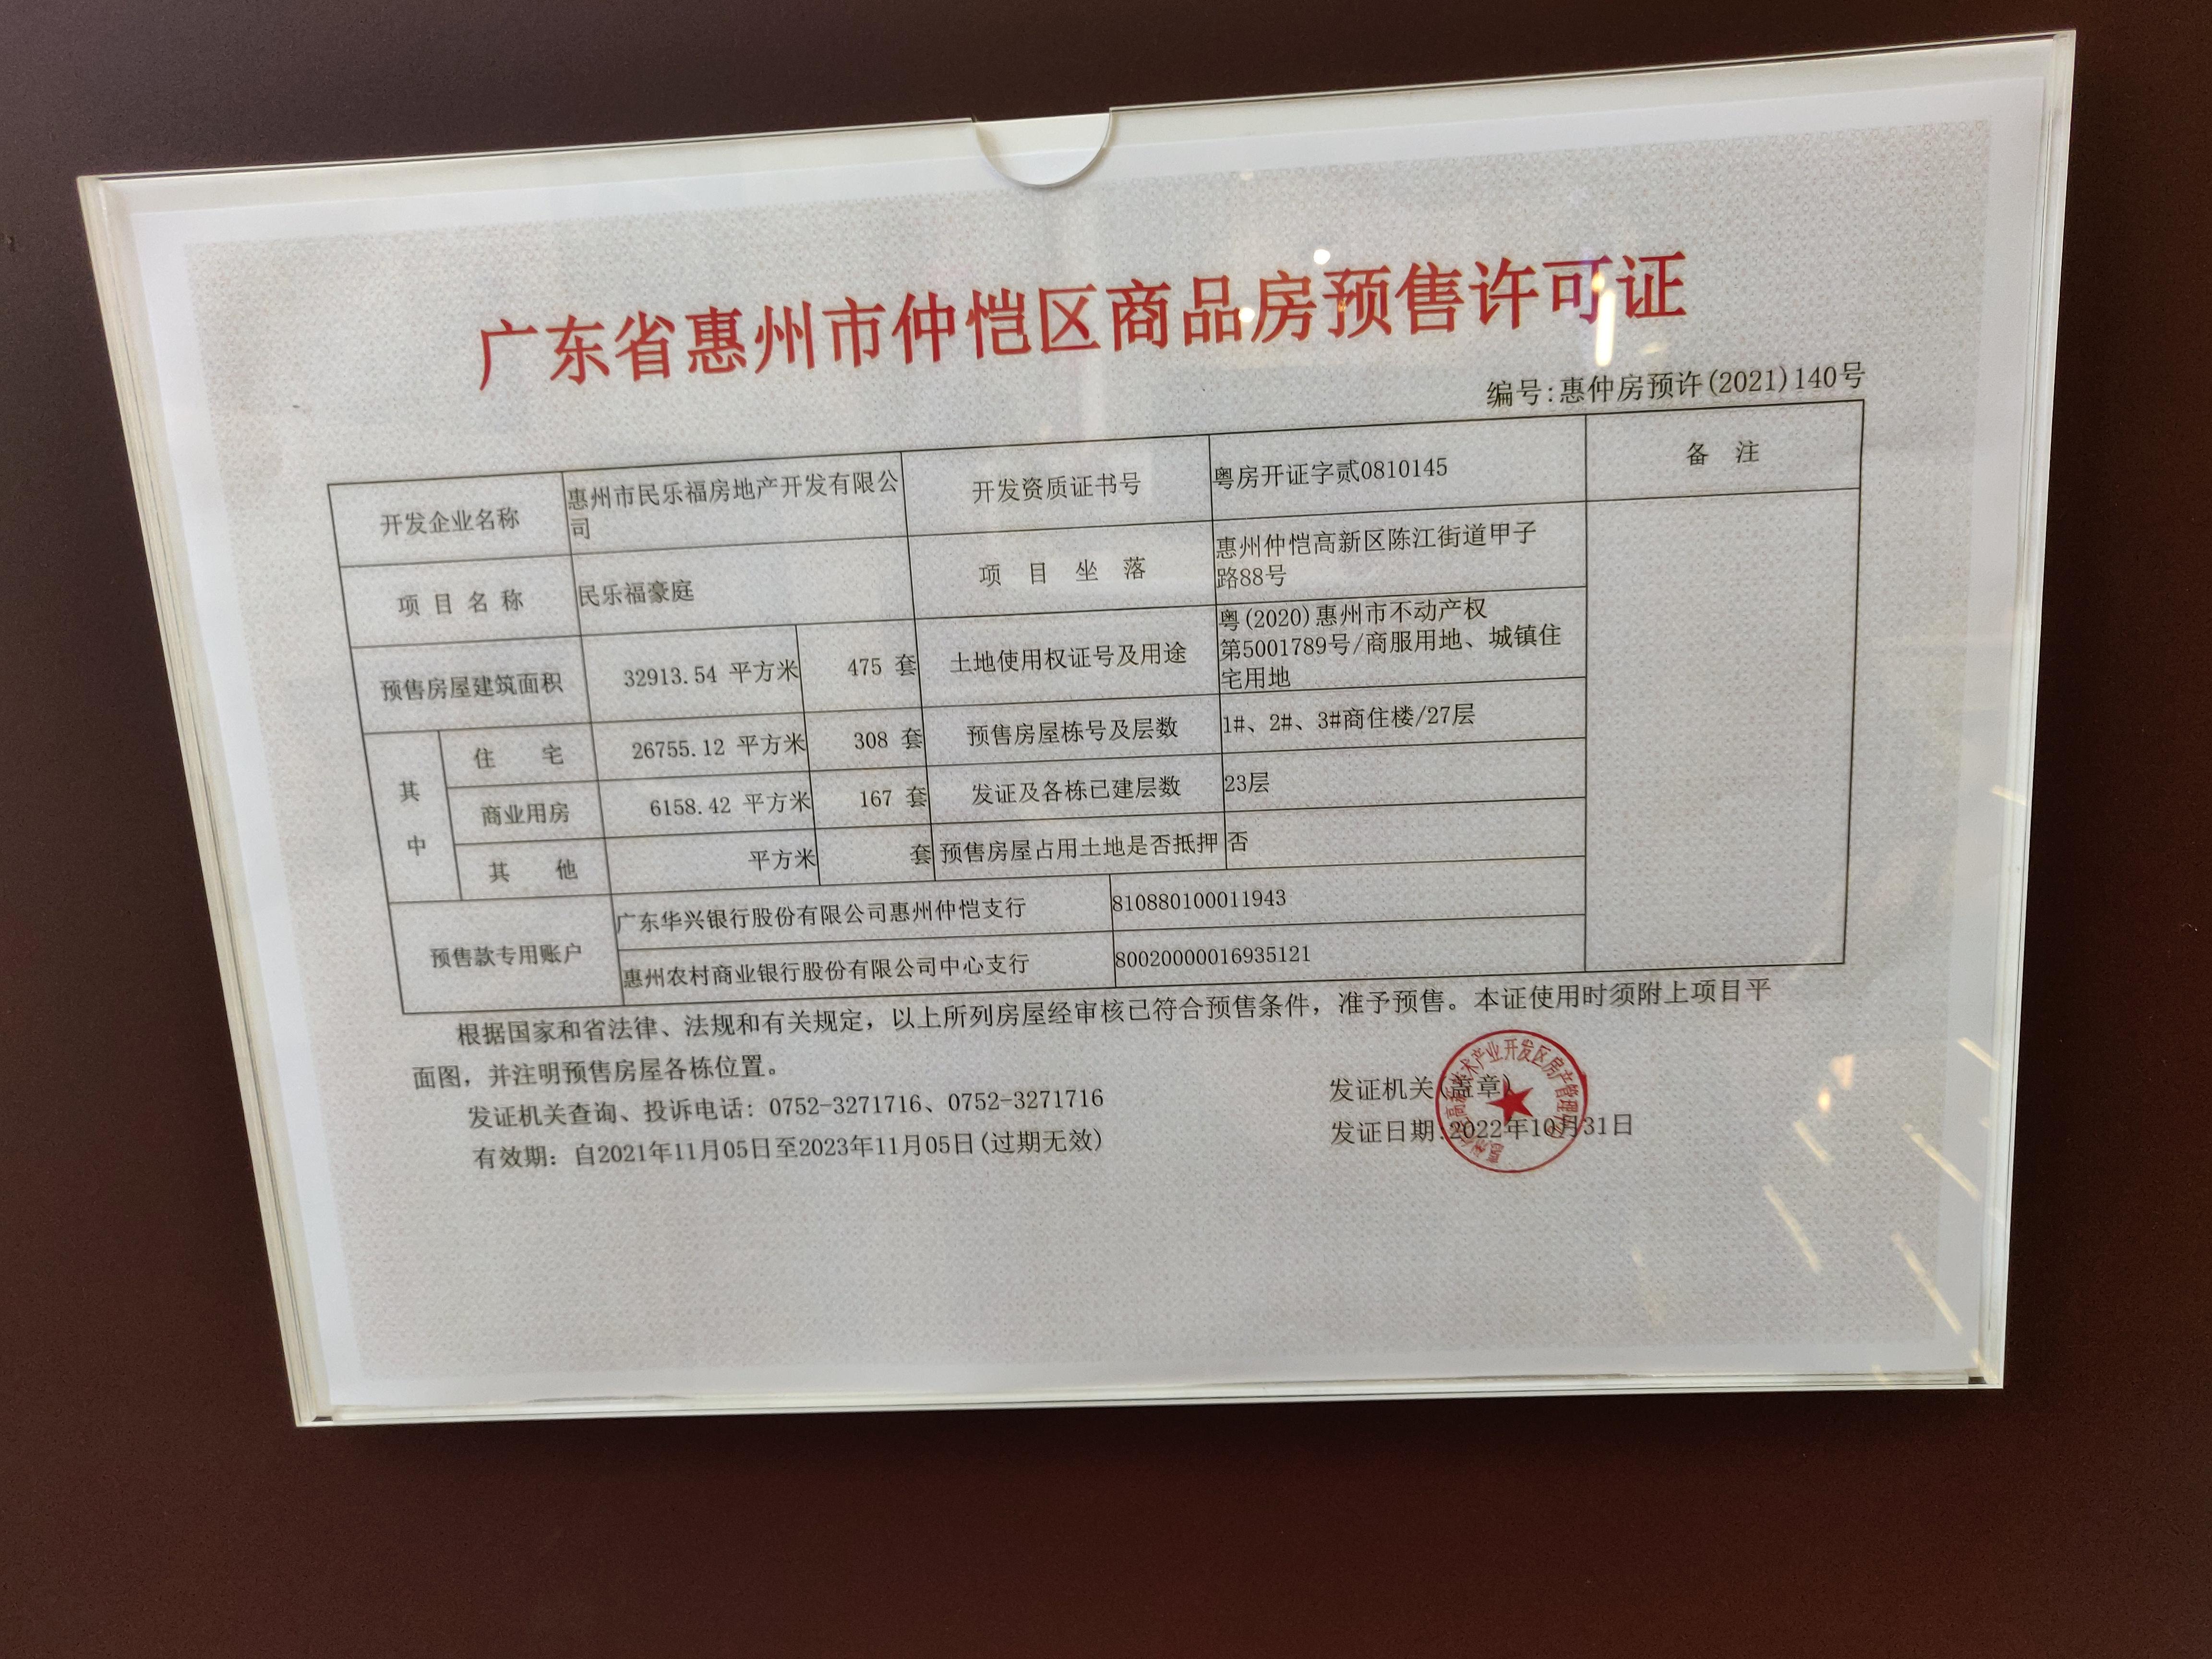 广东省惠州市仲恺区商品房预售许可证
编号:惠仲房预许(2021)140号
开发企业名称 惠州市民乐福房地产开发有限公
司
开发资质证书号 粤房开证字贰0810145 备 注
项目名称 民乐福豪庭 项目坐落 惠州仲恺高新区陈江街道甲子
路88号
预售房屋建筑面积 32913.54 平方米 475 套 土地使用权证号及用途 粤(2020)惠州市不动产权
第5001789号/商服用地、城镇住
宅用地
其中
住 宅 26755.12 平方米 308 套 预售房屋栋号及层数 1#、2#、3#商住楼/27层
商业用房 6158.42 平方米 167 套 发证及各栋已建层数 23层
其 他 平方米 套 预售房屋占用土地是否抵押 否
预售款专用账户 广东华兴银行股份有限公司惠州仲恺支行 810880100011943
惠州农村商业银行股份有限公司中心支行 80020000016935121
根据国家和省法律、法规和有关规定，以上所列房屋经审核已符合预售条件，准予预售。本证使用时须附上项目平
面图，并注明预售房屋各栋位置。
发证机关查询、投诉电话: 0752-3271716、0752-3271716
有效期: 自2021年11月05日至2023年11月05日(过期无效)
发证机关(盖章)
发证日期:2022年10月31日